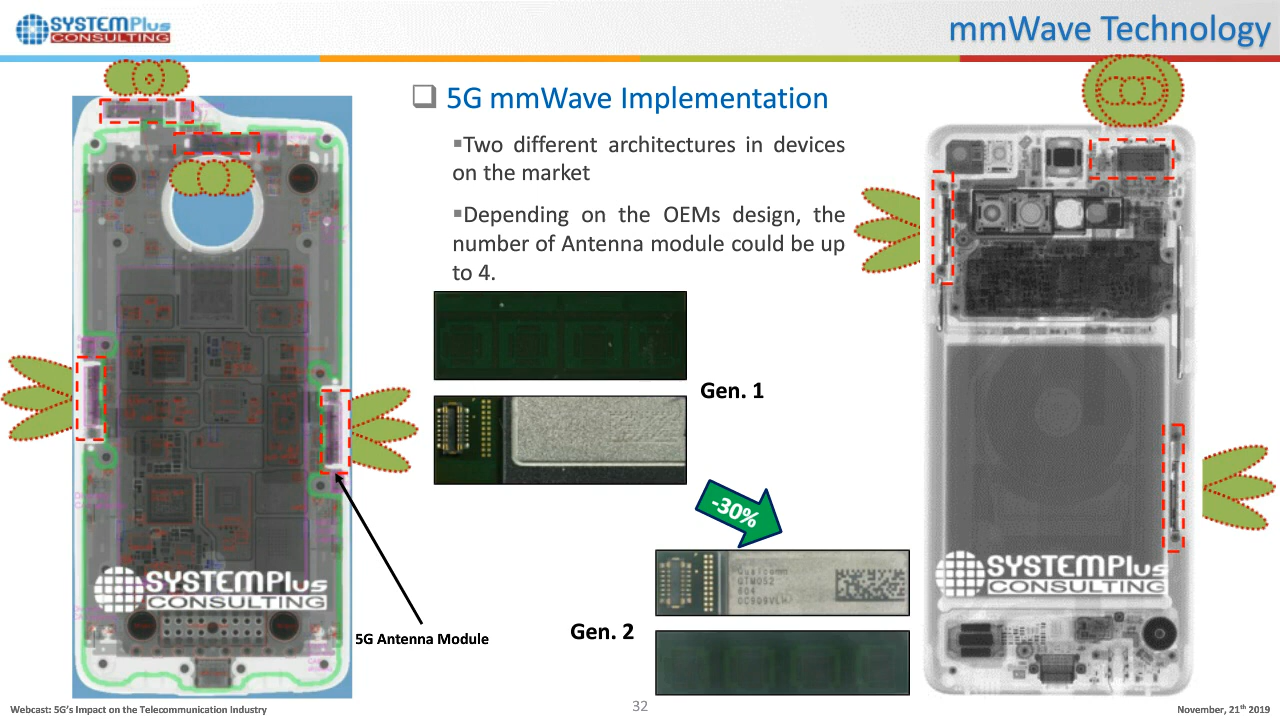 SYSTEMPlus
CONSULTING
mmWave Technology
5G mmWave Implementation
Two different architectures in devices
on the market
Depending on the OEMs design, the
number of Antenna module could be up
to 4.
Gen. 1
-30%
Qualcomm
QTM052
604
CC909VLW
Gen. 2
5G Antenna Module
SYSTEMPlus
CONSULTING
SYSTEMPlus
CONSULTING
Webcast: 5G's Impact on the Telecommunication Industry
32
November, 21th 2019